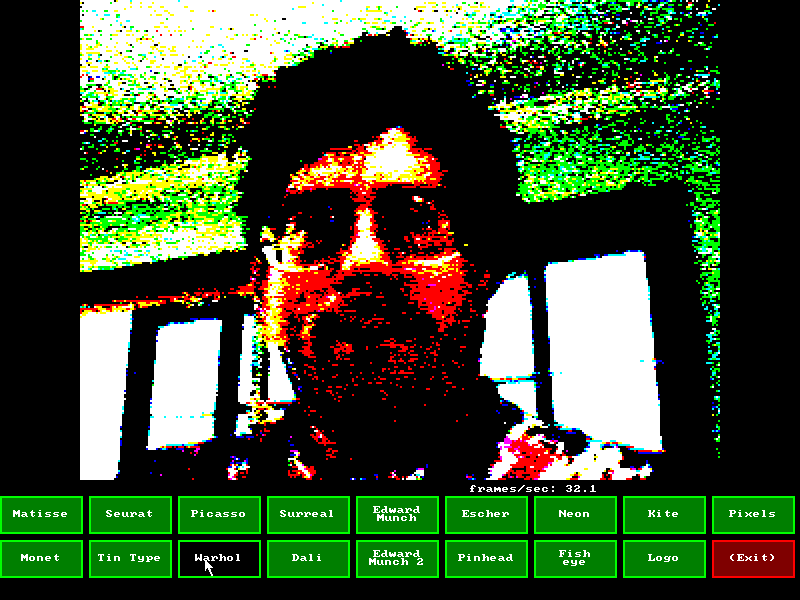 frames/sec: 32.1
Matisse
Seurat
Picasso
Surreal
Edward
Munch
Escher
Neon
Kite
Pixels
Monet
Tin Type
Warhol
Dali
Edward
Munch 2
Pinhead
Fish
eye
Logo
(Exit)